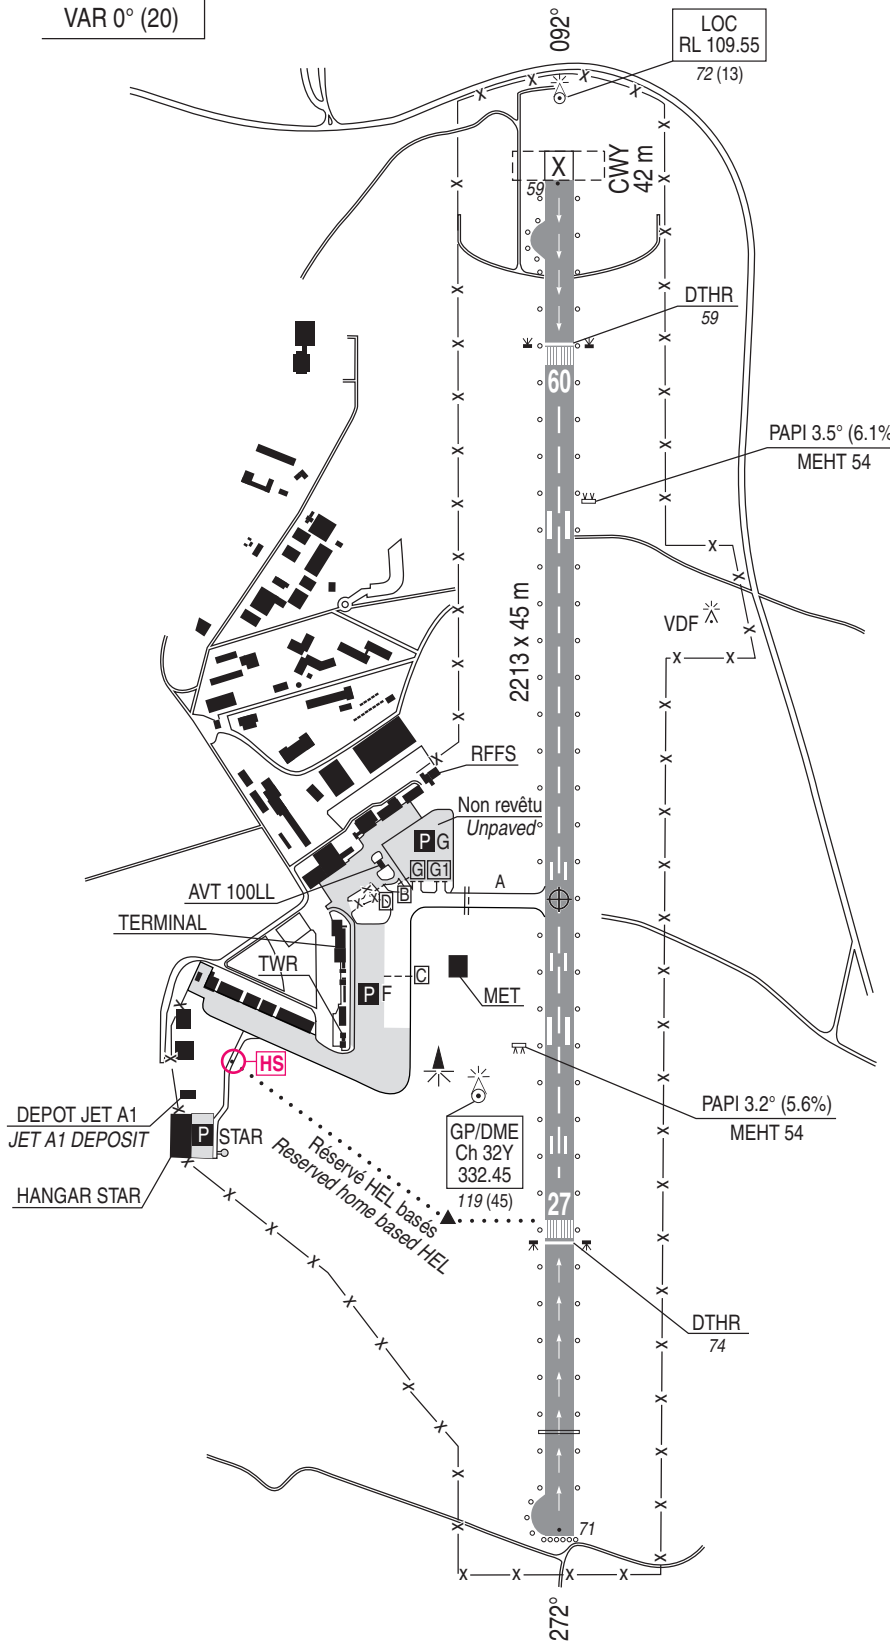 VAR 0° (20)
092°
LOC
RL 109.55
72 (13)
X
CWY
42 m
59
DTHR
59
60
PAPI 3.5° (6.1%
MEHT 54
2213 x 45 m
VDF
RFFS
Non revêtu
Unpaved
P G
G G1
A
AVT 100LL
D B
TERMINAL
TWR
C
P F
MET
HS
PAPI 3.2° (5.6%)
MEHT 54
DEPOT JET A1
JET A1 DEPOSIT
P STAR
GP/DME
Ch 32Y
332.45
119 (45)
Réservé HEL basés
Reserved home based HEL
HANGAR STAR
27
DTHR
74
71
272°